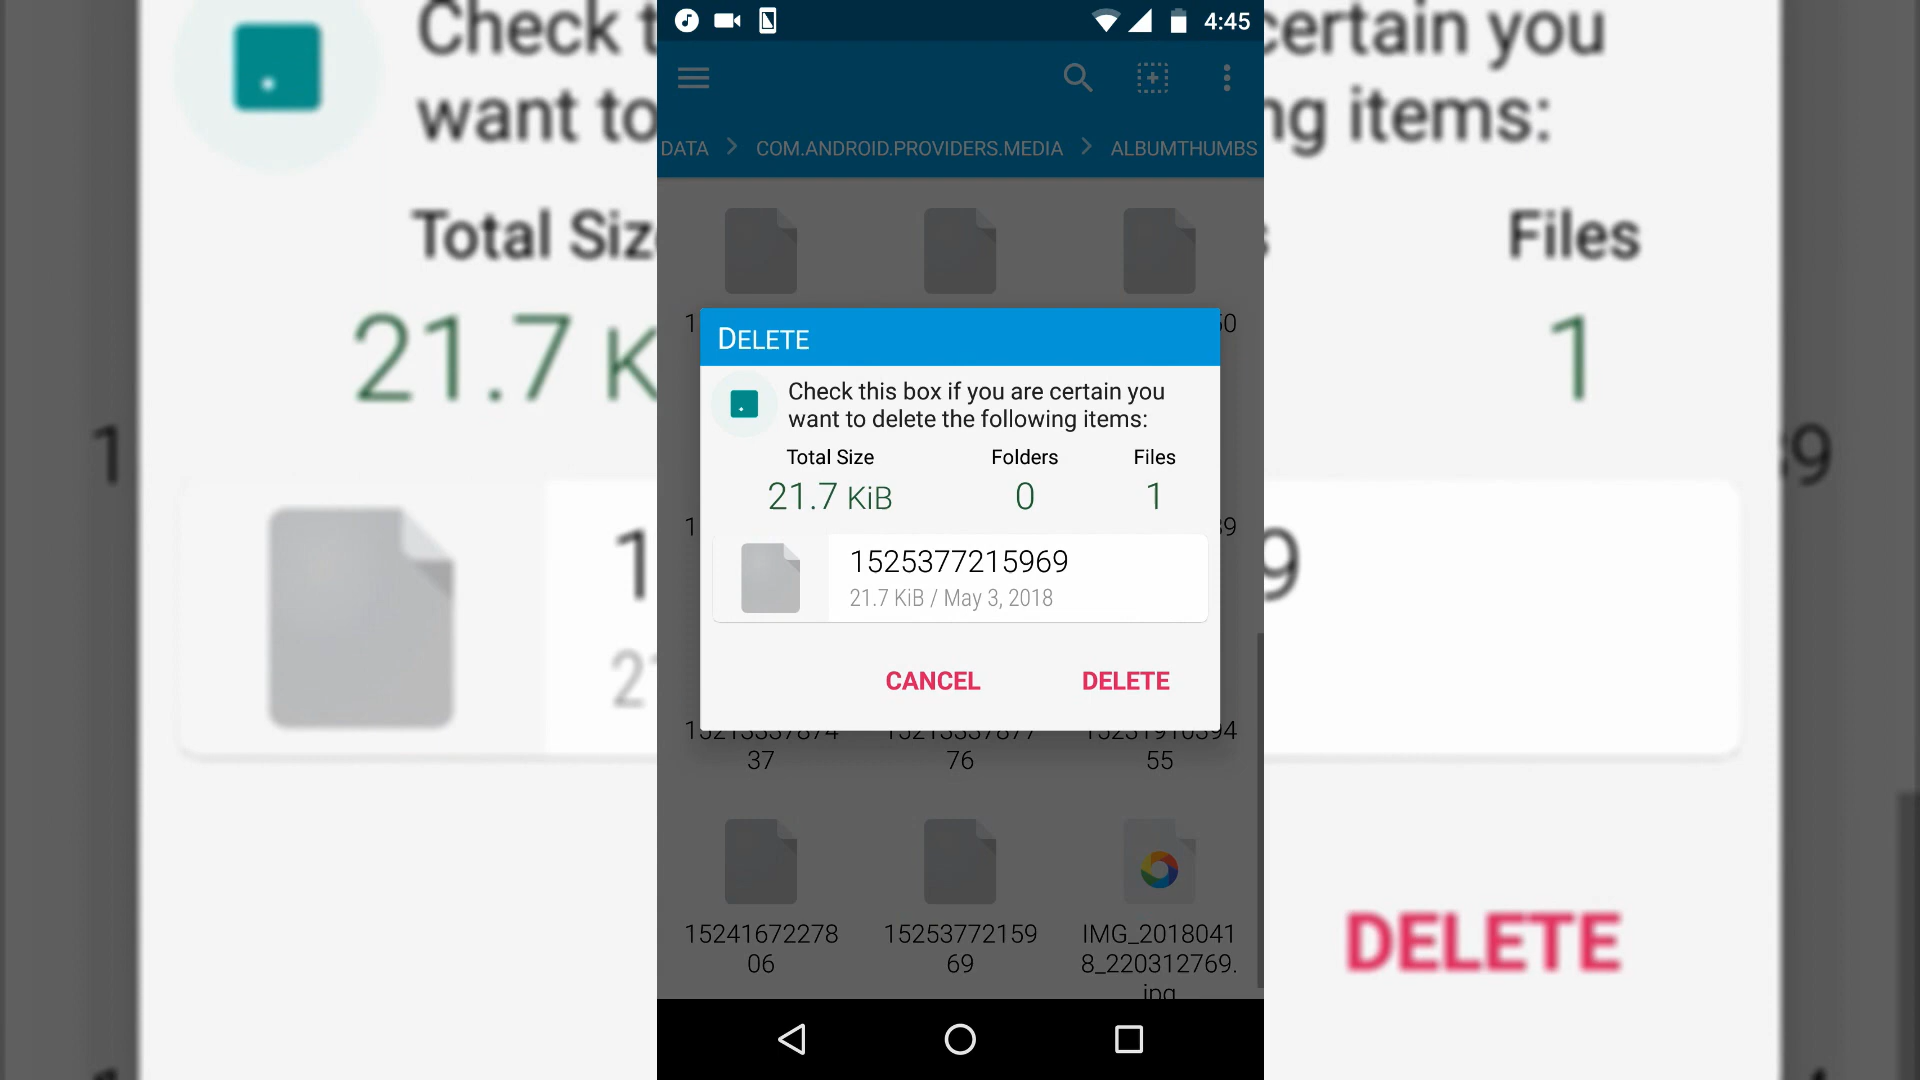 4:45
DATA > COM.ANDROID.PROVIDERS.MEDIA > ALBUMTHUMBS
DELETE
Check this box if you are certain you
want to delete the following items:
Total Size Folders Files
21.7 KiB 0 1
1525377215969
21.7 KiB / May 3, 2018
CANCEL DELETE
37 76 55
15241672278 15253772159 IMG_2018041
06 69 8_220312769.
jpg
Check
certain you
want to
items:
Files
21.7
1
DELETE